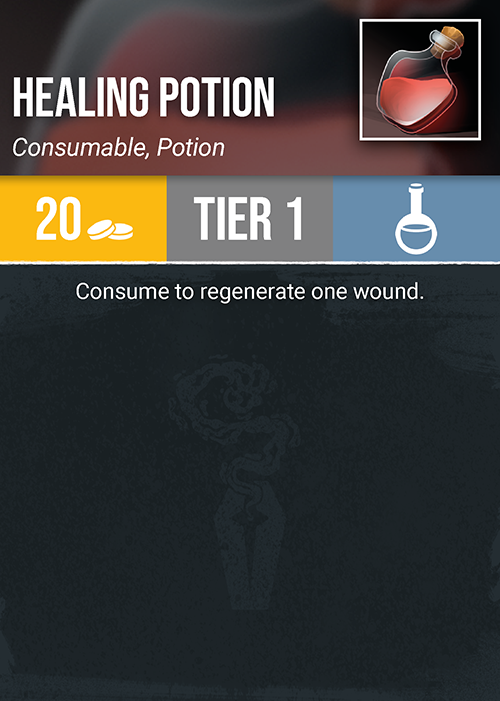 HEALING POTION
Consumable, Potion
20
TIER 1
Consume to regenerate one wound.